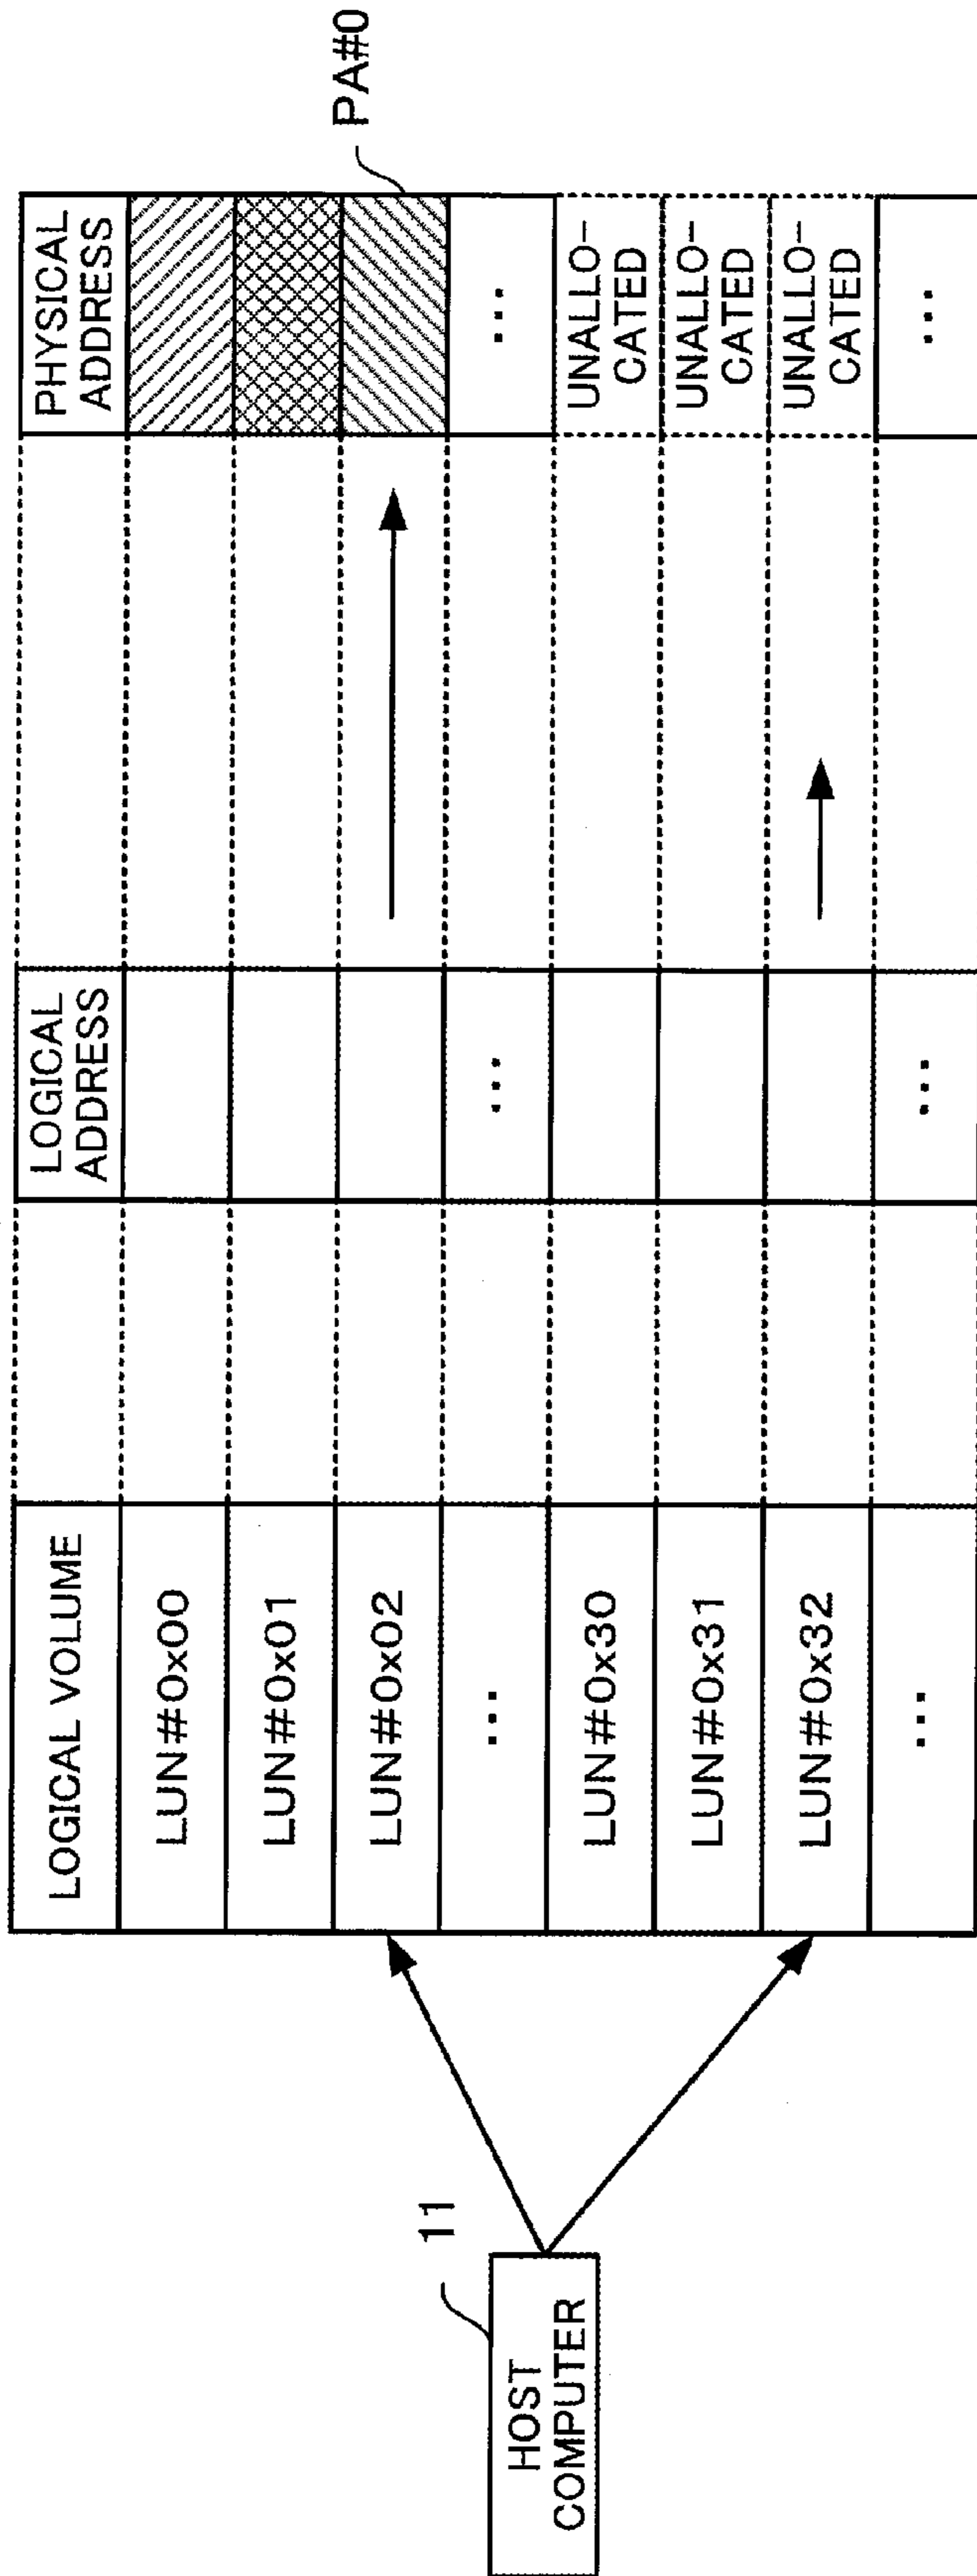 HOST
COMPUTER
11
LOGICAL VOLUME
LUN#0x00
LUN#0x01
LUN#0x02
...
LUN#0x30
LUN#0x31
LUN#0x32
...
LOGICAL
ADDRESS
...
...
PHYSICAL
ADDRESS
PA#0
...
UNALLO-
CATED
UNALLO-
CATED
UNALLO-
CATED
...